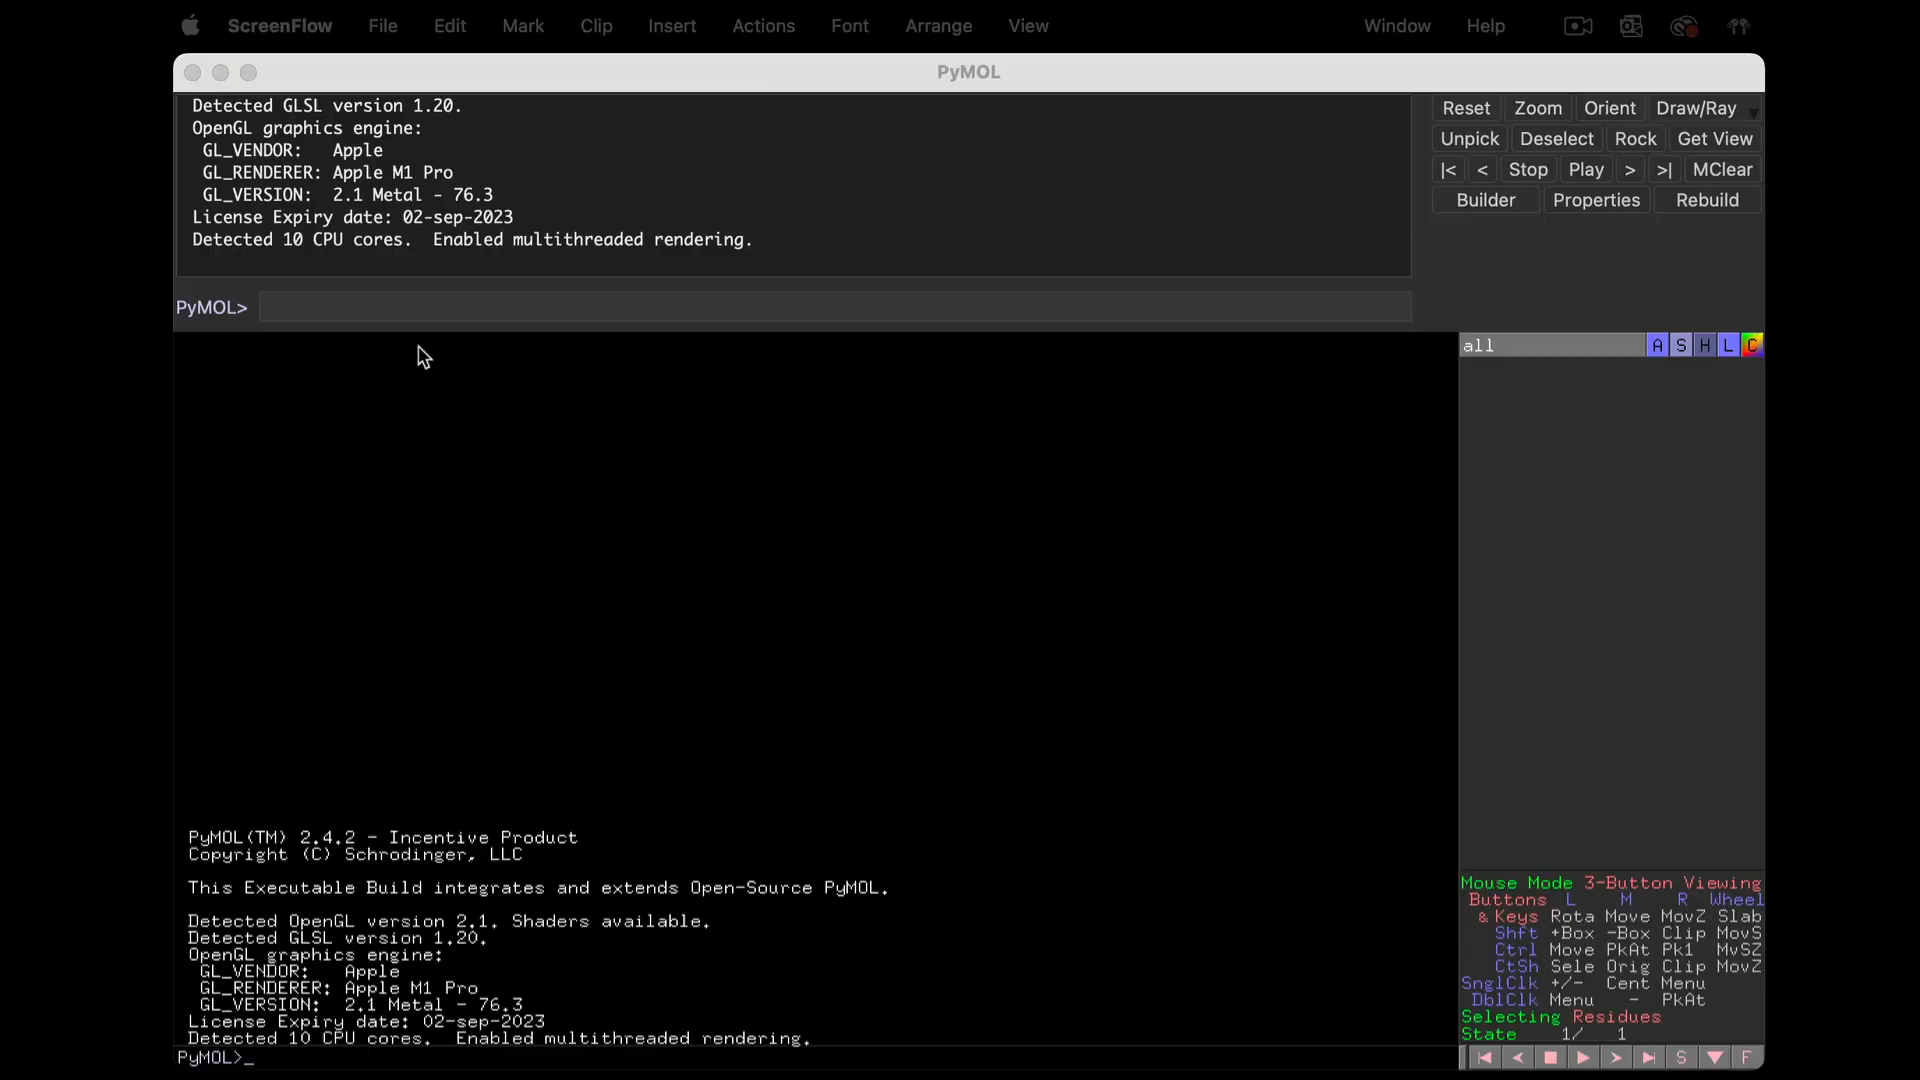 ScreenFlow File Edit Mark Clip Insert Actions Font Arrange View Window Help
PyMOL
Detected GLSL version 1.20.
OpenGL graphics engine:
GL_VENDOR: Apple
GL_RENDERER: Apple M1 Pro
GL_VERSION: 2.1 Metal - 76.3
License Expiry date: 02-sep-2023
Detected 10 CPU cores. Enabled multithreaded rendering.
Reset Zoom Orient Draw/Ray
Unpick Deselect Rock Get View
|< < Stop Play > >| MClear
Builder Properties Rebuild
PyMOL>
all A S H L C
PyMOL(TM) 2.4.2 - Incentive Product
Copyright (C) Schrodinger, LLC
This Executable Build integrates and extends Open-Source PyMOL.
Detected OpenGL version 2.1. Shaders available.
Detected GLSL version 1.20.
OpenGL graphics engine:
GL_VENDOR: Apple
GL_RENDERER: Apple M1 Pro
GL_VERSION: 2.1 Metal - 76.3
License Expiry date: 02-sep-2023
Detected 10 CPU cores. Enabled multithreaded rendering.
PyMOL>_
Mouse Mode 3-Button Viewing
Buttons L M R Wheel
& Keys Rota Move MovZ Slab
Shft +Box -Box Clip MovS
Ctrl Move PkAt Pk1 MvSZ
CtSh Sele Orig Clip MovZ
SnglClk +/- Cent Menu
DblClk Menu - PkAt
Selecting Residues
State 1/ 1
S F